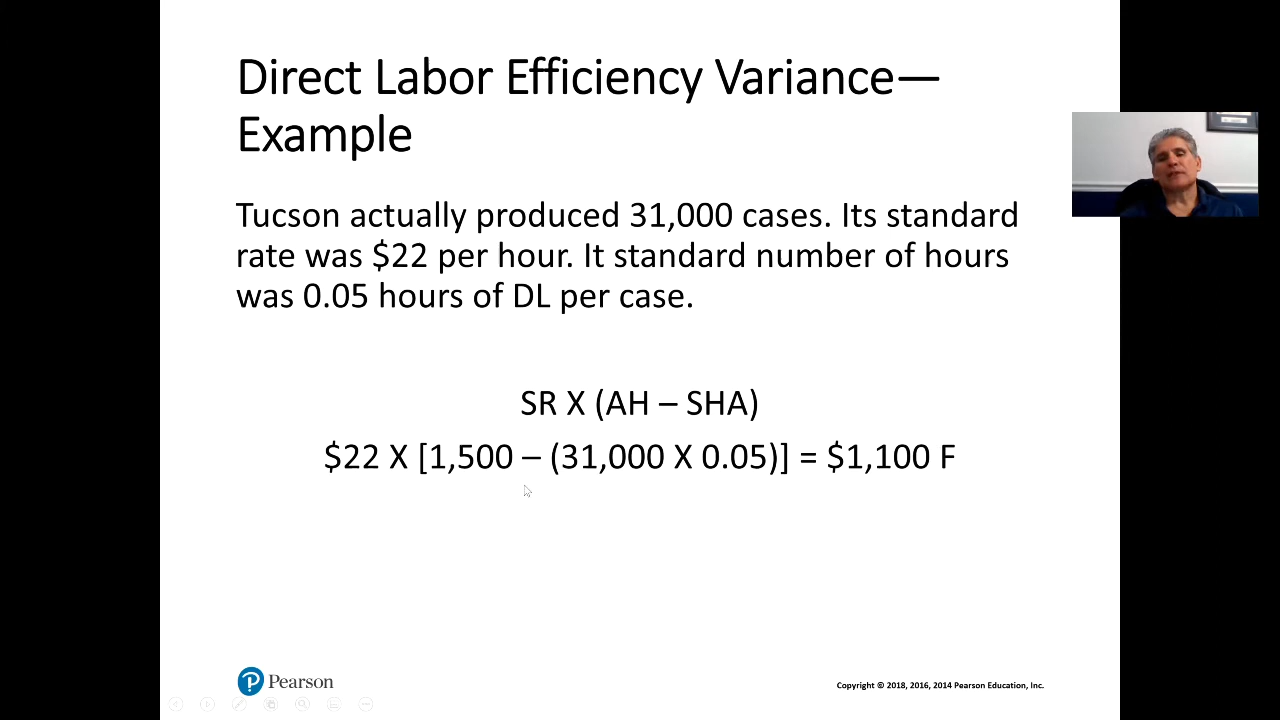 Direct Labor Efficiency Variance—
Example
Tucson actually produced 31,000 cases. Its standard
rate was $22 per hour. It standard number of hours
was 0.05 hours of DL per case.
SR X (AH – SHA)
$22 X [1,500 – (31,000 X 0.05)] = $1,100 F
P Pearson
Copyright © 2018, 2016, 2014 Pearson Education, Inc.